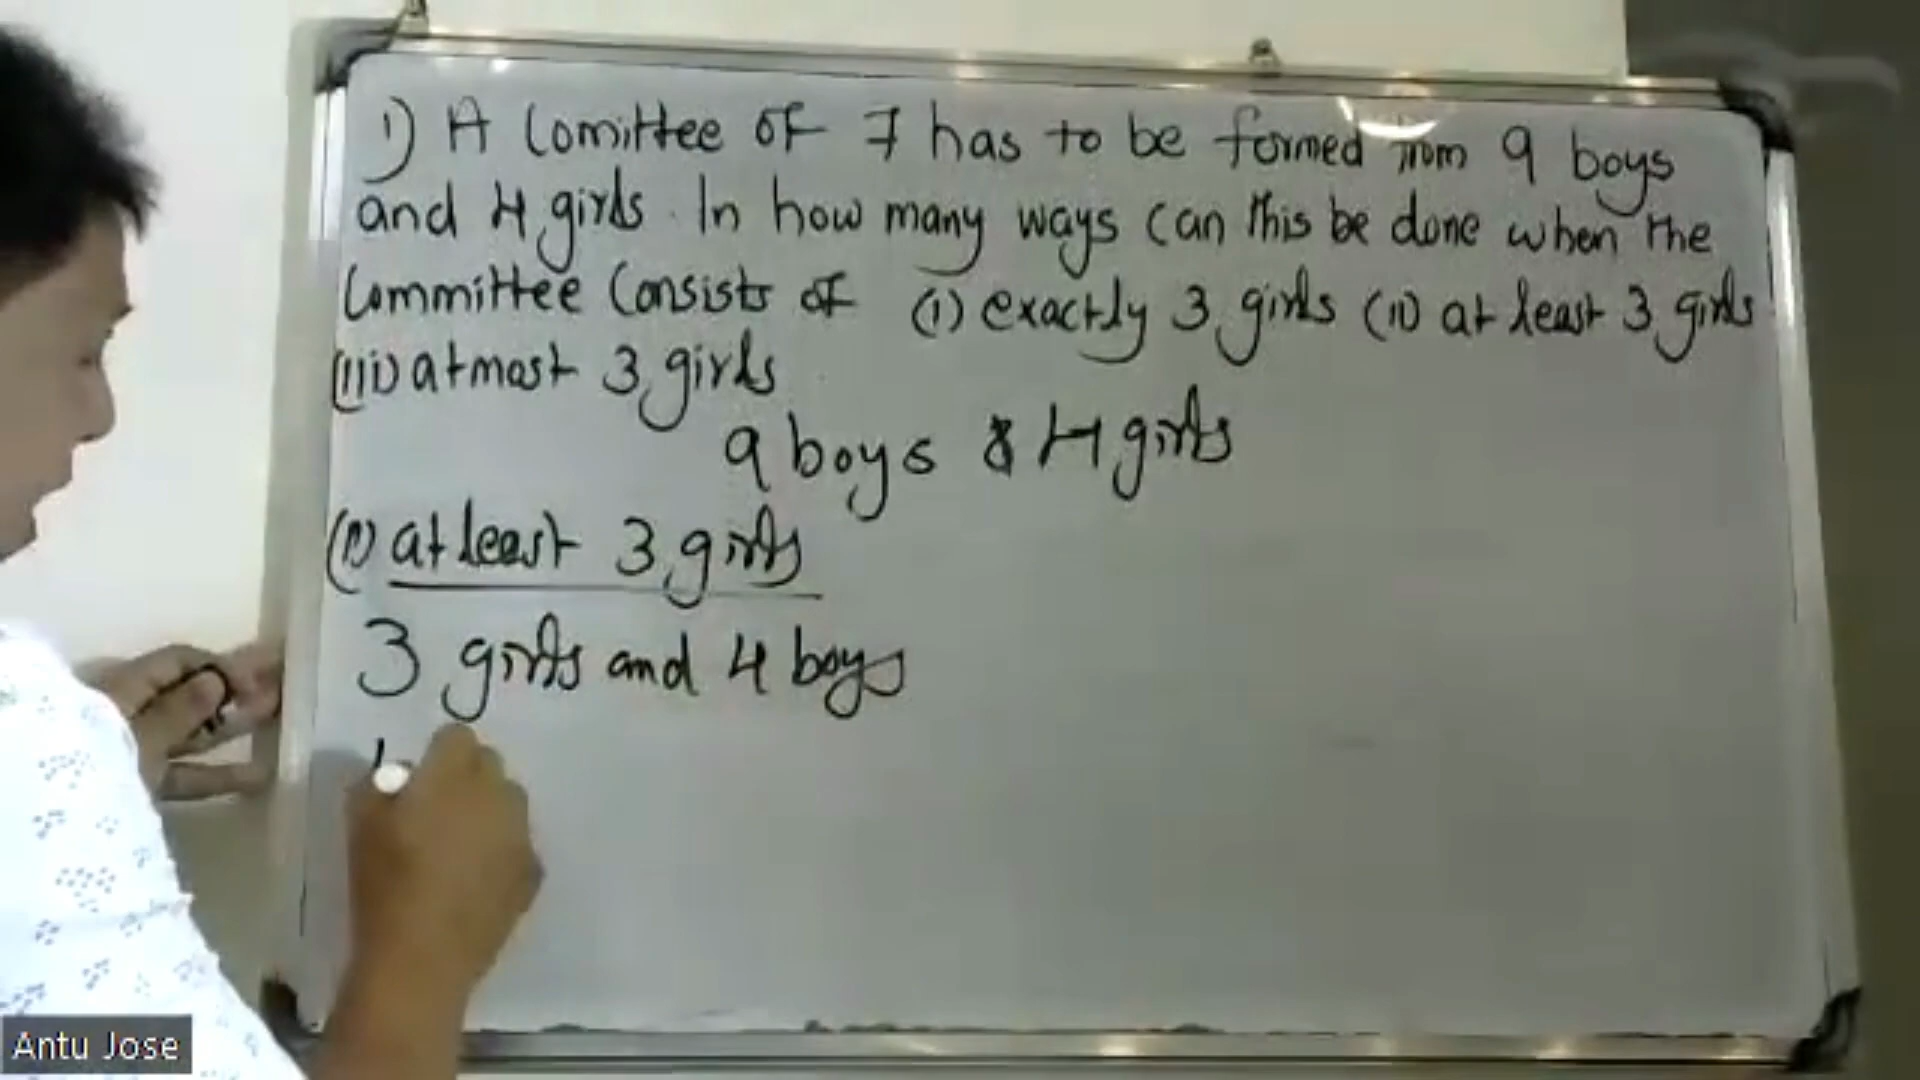 1) A Comittee of 7 has to be formed from 9 boys
and 4 girls. In how many ways can this be done when the
Committee Consists of (i) exactly 3 girls (ii) at least 3 girls
(iii) atmost 3 girls
9 boys & 4 girls
(ii) at least 3 girls
3 girls and 4 boys
Antu Jose